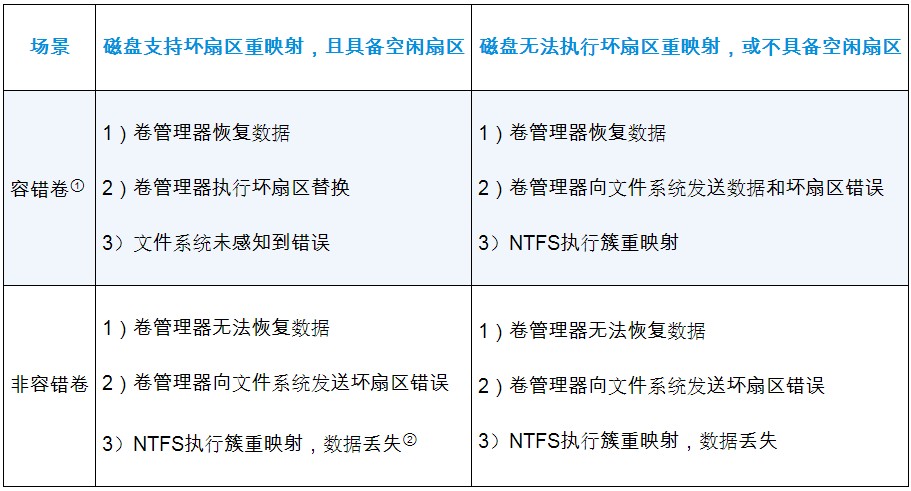 场景
磁盘支持坏扇区重映射，且具备空闲扇区
磁盘无法执行坏扇区重映射，或不具备空闲扇区
容错卷①
1）卷管理器恢复数据
2）卷管理器执行坏扇区替换
3）文件系统未感知到错误
1）卷管理器恢复数据
2）卷管理器向文件系统发送数据和坏扇区错误
3）NTFS执行簇重映射
非容错卷
1）卷管理器无法恢复数据
2）卷管理器向文件系统发送坏扇区错误
3）NTFS执行簇重映射，数据丢失②
1）卷管理器无法恢复数据
2）卷管理器向文件系统发送坏扇区错误
3）NTFS执行簇重映射，数据丢失